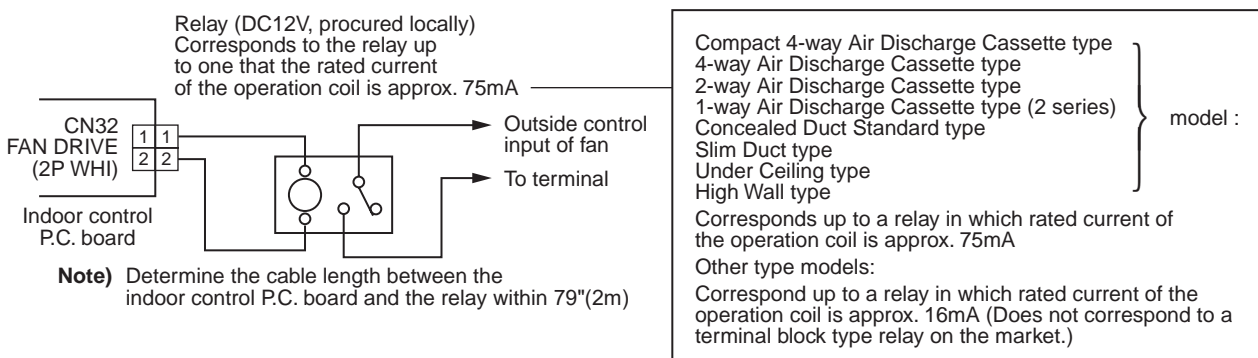 Relay (DC12V, procured locally)
Corresponds to the relay up
to one that the rated current
of the operation coil is approx. 75mA
CN32
FAN DRIVE
(2P WHI)
1 1
2 2
Indoor control
P.C. board
Outside control
input of fan
To terminal
Note) Determine the cable length between the
indoor control P.C. board and the relay within 79"(2m)
Compact 4-way Air Discharge Cassette type
4-way Air Discharge Cassette type
2-way Air Discharge Cassette type
1-way Air Discharge Cassette type (2 series)
Concealed Duct Standard type
Slim Duct type
Under Ceiling type
High Wall type
model :
Corresponds up to a relay in which rated current of
the operation coil is approx. 75mA
Other type models:
Correspond up to a relay in which rated current of the
operation coil is approx. 16mA (Does not correspond to a
terminal block type relay on the market.)